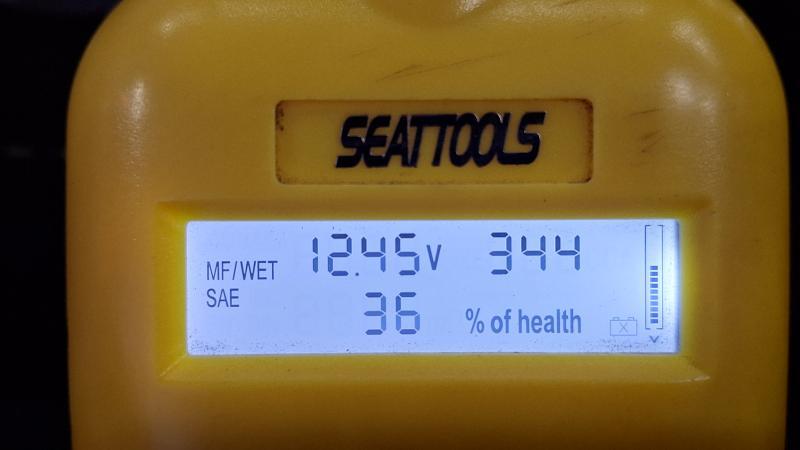 SEATTOOLS
MF/WET 12.45V 344
SAE 36 % of health